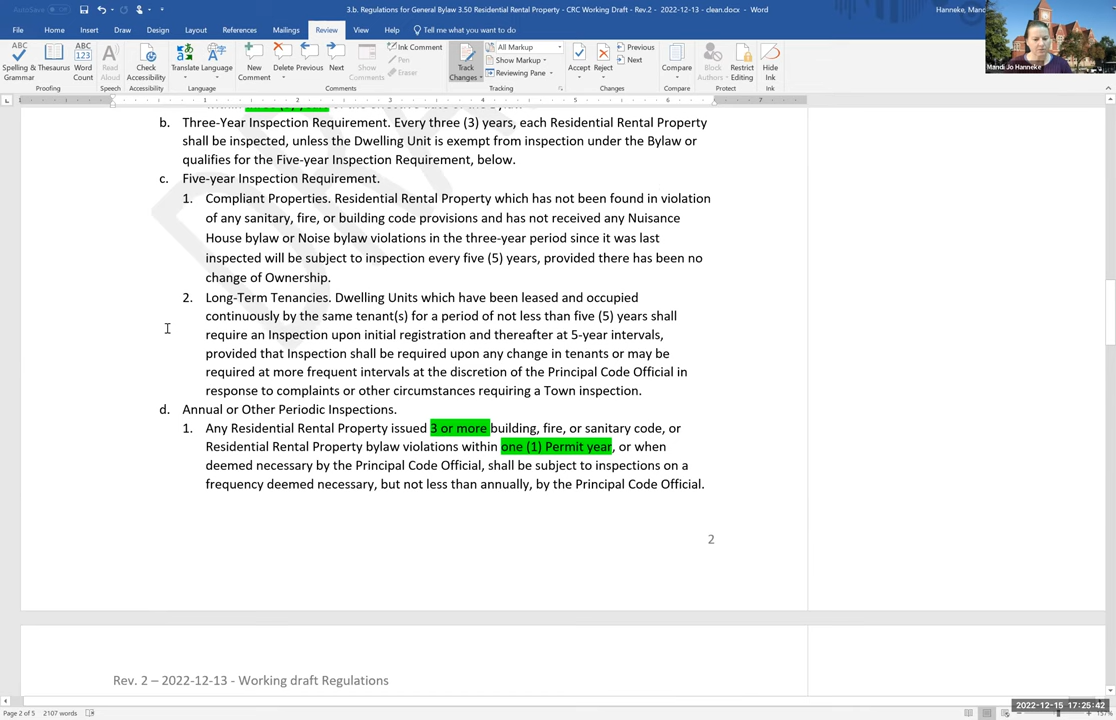 AutoSave Off
3.b. Regulations for General Bylaw 3.50 Residential Rental Property - CRC Working Draft - Rev.2 - 2022-12-13 - clean.docx - Word
Hanneke, Mand
File Home Insert Draw Design Layout References Mailings Review View Help Tell me what you want to do
Mandi Jo Hanneke
Spelling & Grammar
Thesaurus
Word Count
Read Aloud
Check Accessibility
Translate
Language
New Comment
Delete
Previous
Next
Show Comments
Ink Comment
Pen
Eraser
Track Changes
All Markup
Show Markup
Reviewing Pane
Accept
Reject
Previous
Next
Compare
Block Authors
Restrict Editing
Hide Ink
Proofing Speech Accessibility Language Comments Tracking Changes Compare Protect Ink
1 2 3 4 5 6 7
b. Three-Year Inspection Requirement. Every three (3) years, each Residential Rental Property
shall be inspected, unless the Dwelling Unit is exempt from inspection under the Bylaw or
qualifies for the Five-year Inspection Requirement, below.
c. Five-year Inspection Requirement.
1. Compliant Properties. Residential Rental Property which has not been found in violation
of any sanitary, fire, or building code provisions and has not received any Nuisance
House bylaw or Noise bylaw violations in the three-year period since it was last
inspected will be subject to inspection every five (5) years, provided there has been no
change of Ownership.
2. Long-Term Tenancies. Dwelling Units which have been leased and occupied
continuously by the same tenant(s) for a period of not less than five (5) years shall
require an Inspection upon initial registration and thereafter at 5-year intervals,
provided that Inspection shall be required upon any change in tenants or may be
required at more frequent intervals at the discretion of the Principal Code Official in
response to complaints or other circumstances requiring a Town inspection.
d. Annual or Other Periodic Inspections.
1. Any Residential Rental Property issued 3 or more building, fire, or sanitary code, or
Residential Rental Property bylaw violations within one (1) Permit year, or when
deemed necessary by the Principal Code Official, shall be subject to inspections on a
frequency deemed necessary, but not less than annually, by the Principal Code Official.
2
Rev. 2 – 2022-12-13 - Working draft Regulations
Page 2 of 5 2107 words
2022-12-15 17:25:42